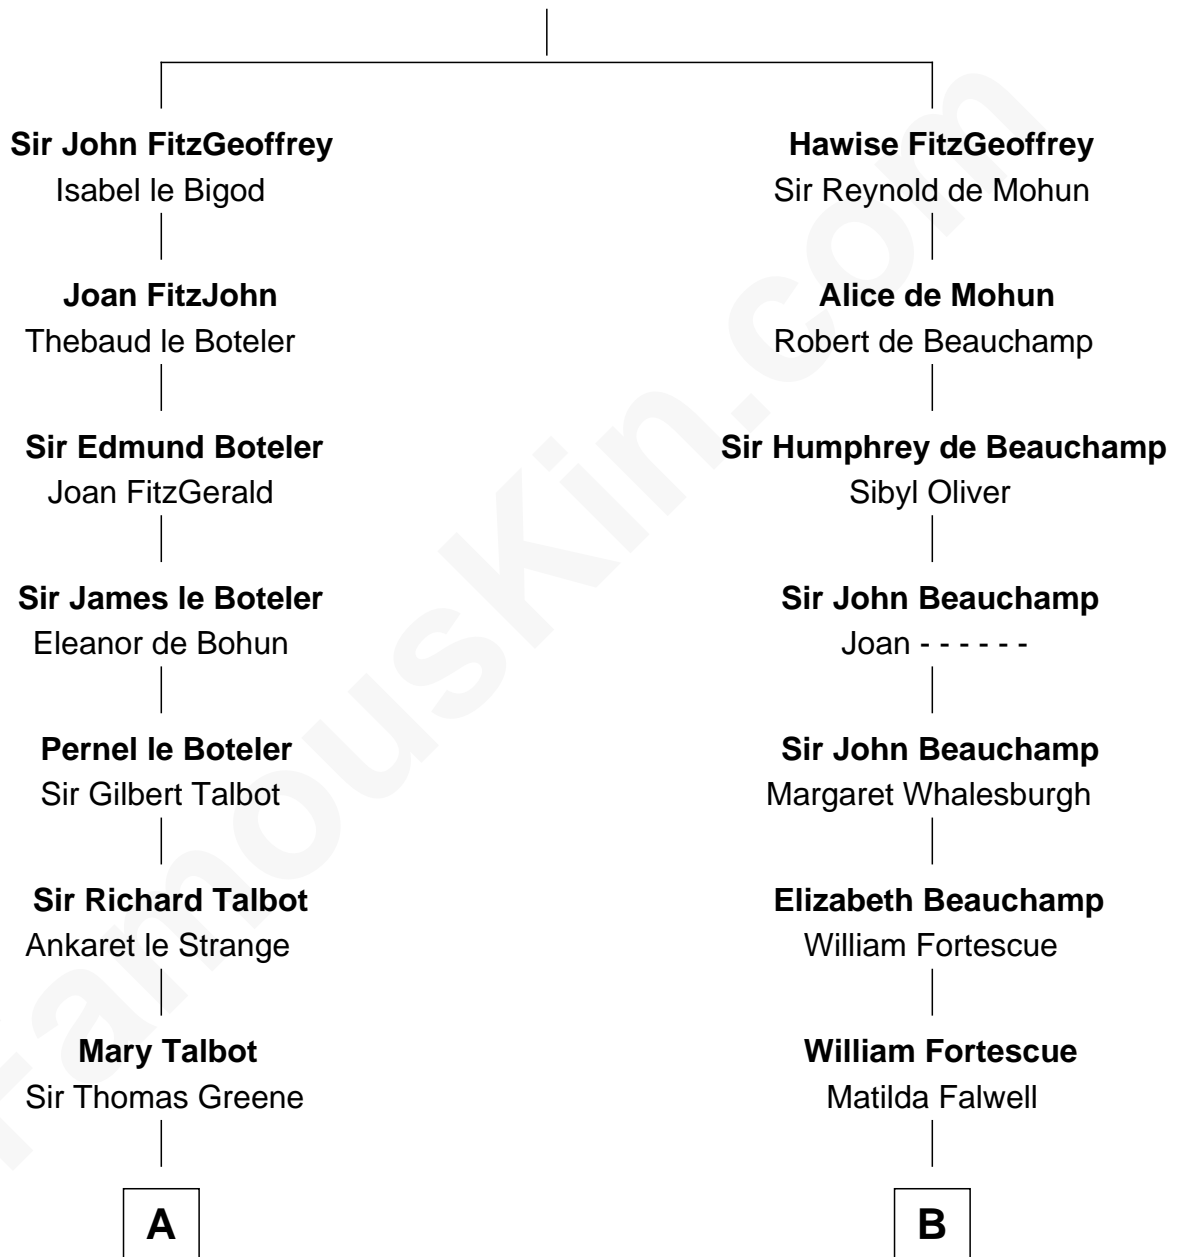 Sir John FitzGeoffrey
Isabel le Bigod
Joan FitzJohn
Thebaud le Boteler
Sir Edmund Boteler
Joan FitzGerald
Sir James le Boteler
Eleanor de Bohun
Pernel le Boteler
Sir Gilbert Talbot
Sir Richard Talbot
Ankaret le Strange
Mary Talbot
Sir Thomas Greene
A
Hawise FitzGeoffrey
Sir Reynold de Mohun
Alice de Mohun
Robert de Beauchamp
Sir Humphrey de Beauchamp
Sibyl Oliver
Sir John Beauchamp
Joan - - - - - -
Sir John Beauchamp
Margaret Whalesburgh
Elizabeth Beauchamp
William Fortescue
William Fortescue
Matilda Falwell
B
FamousKin.com